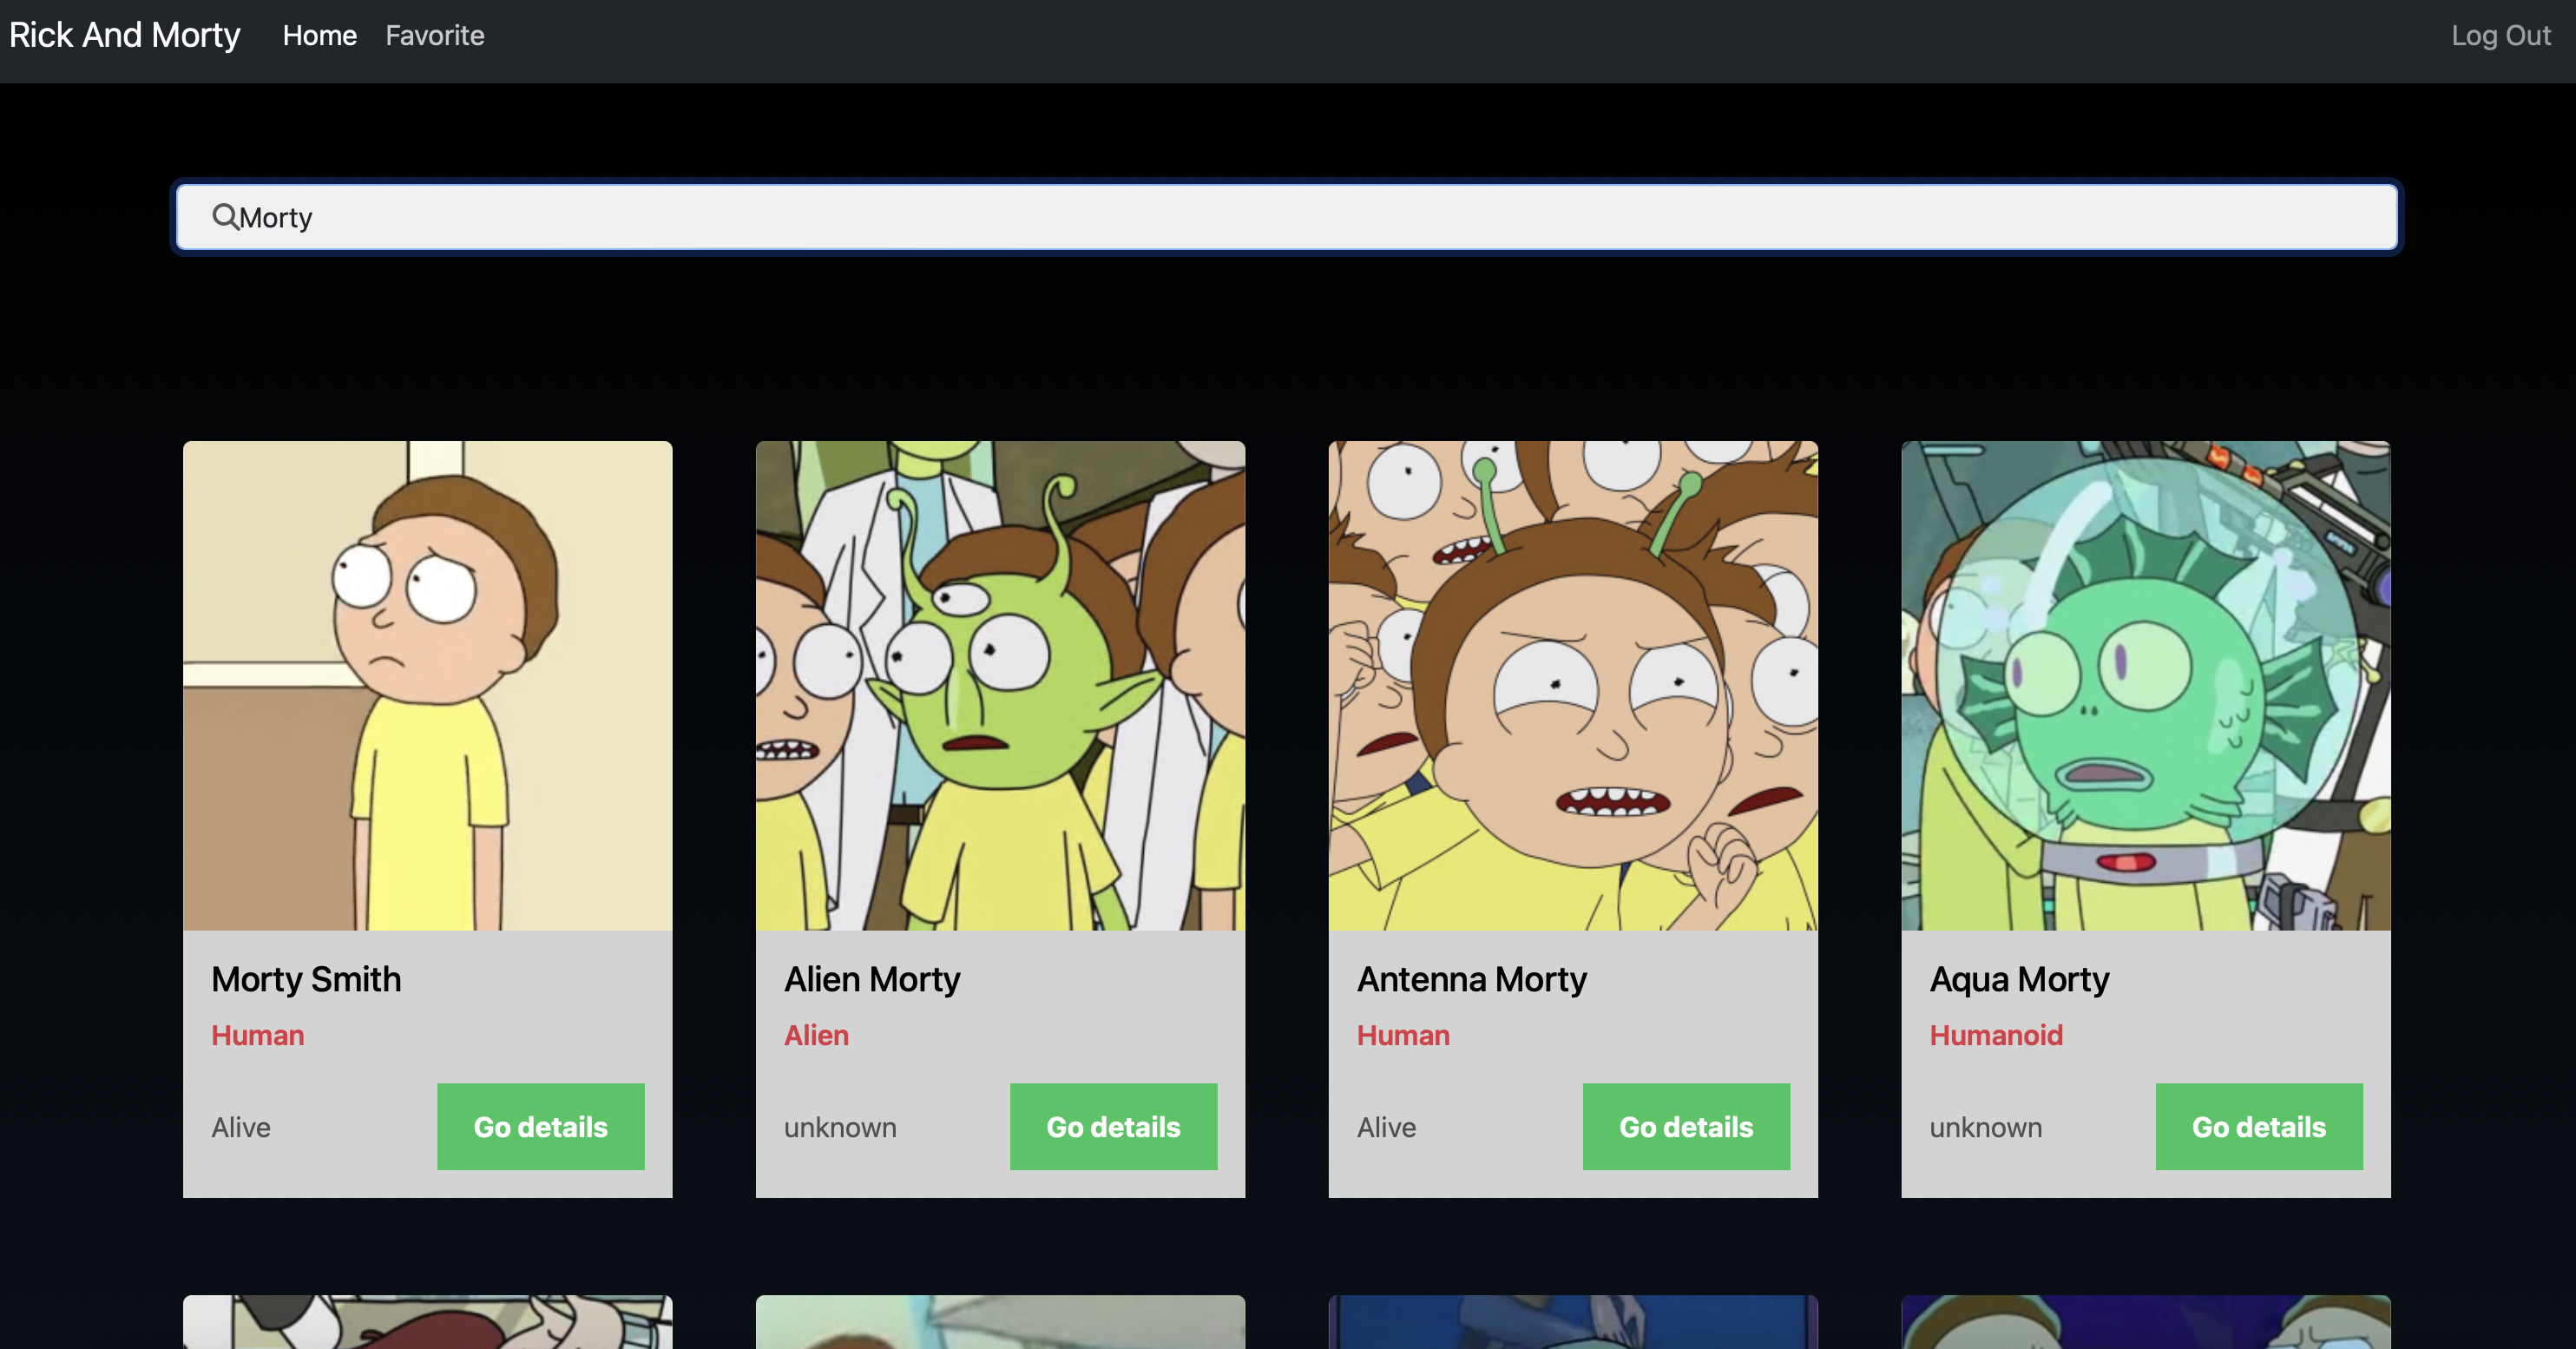 Rick And Morty Home Favorite Log Out
Morty
Morty Smith
Human
Alive Go details
Alien Morty
Alien
unknown Go details
Antenna Morty
Human
Alive Go details
Aqua Morty
Humanoid
unknown Go details